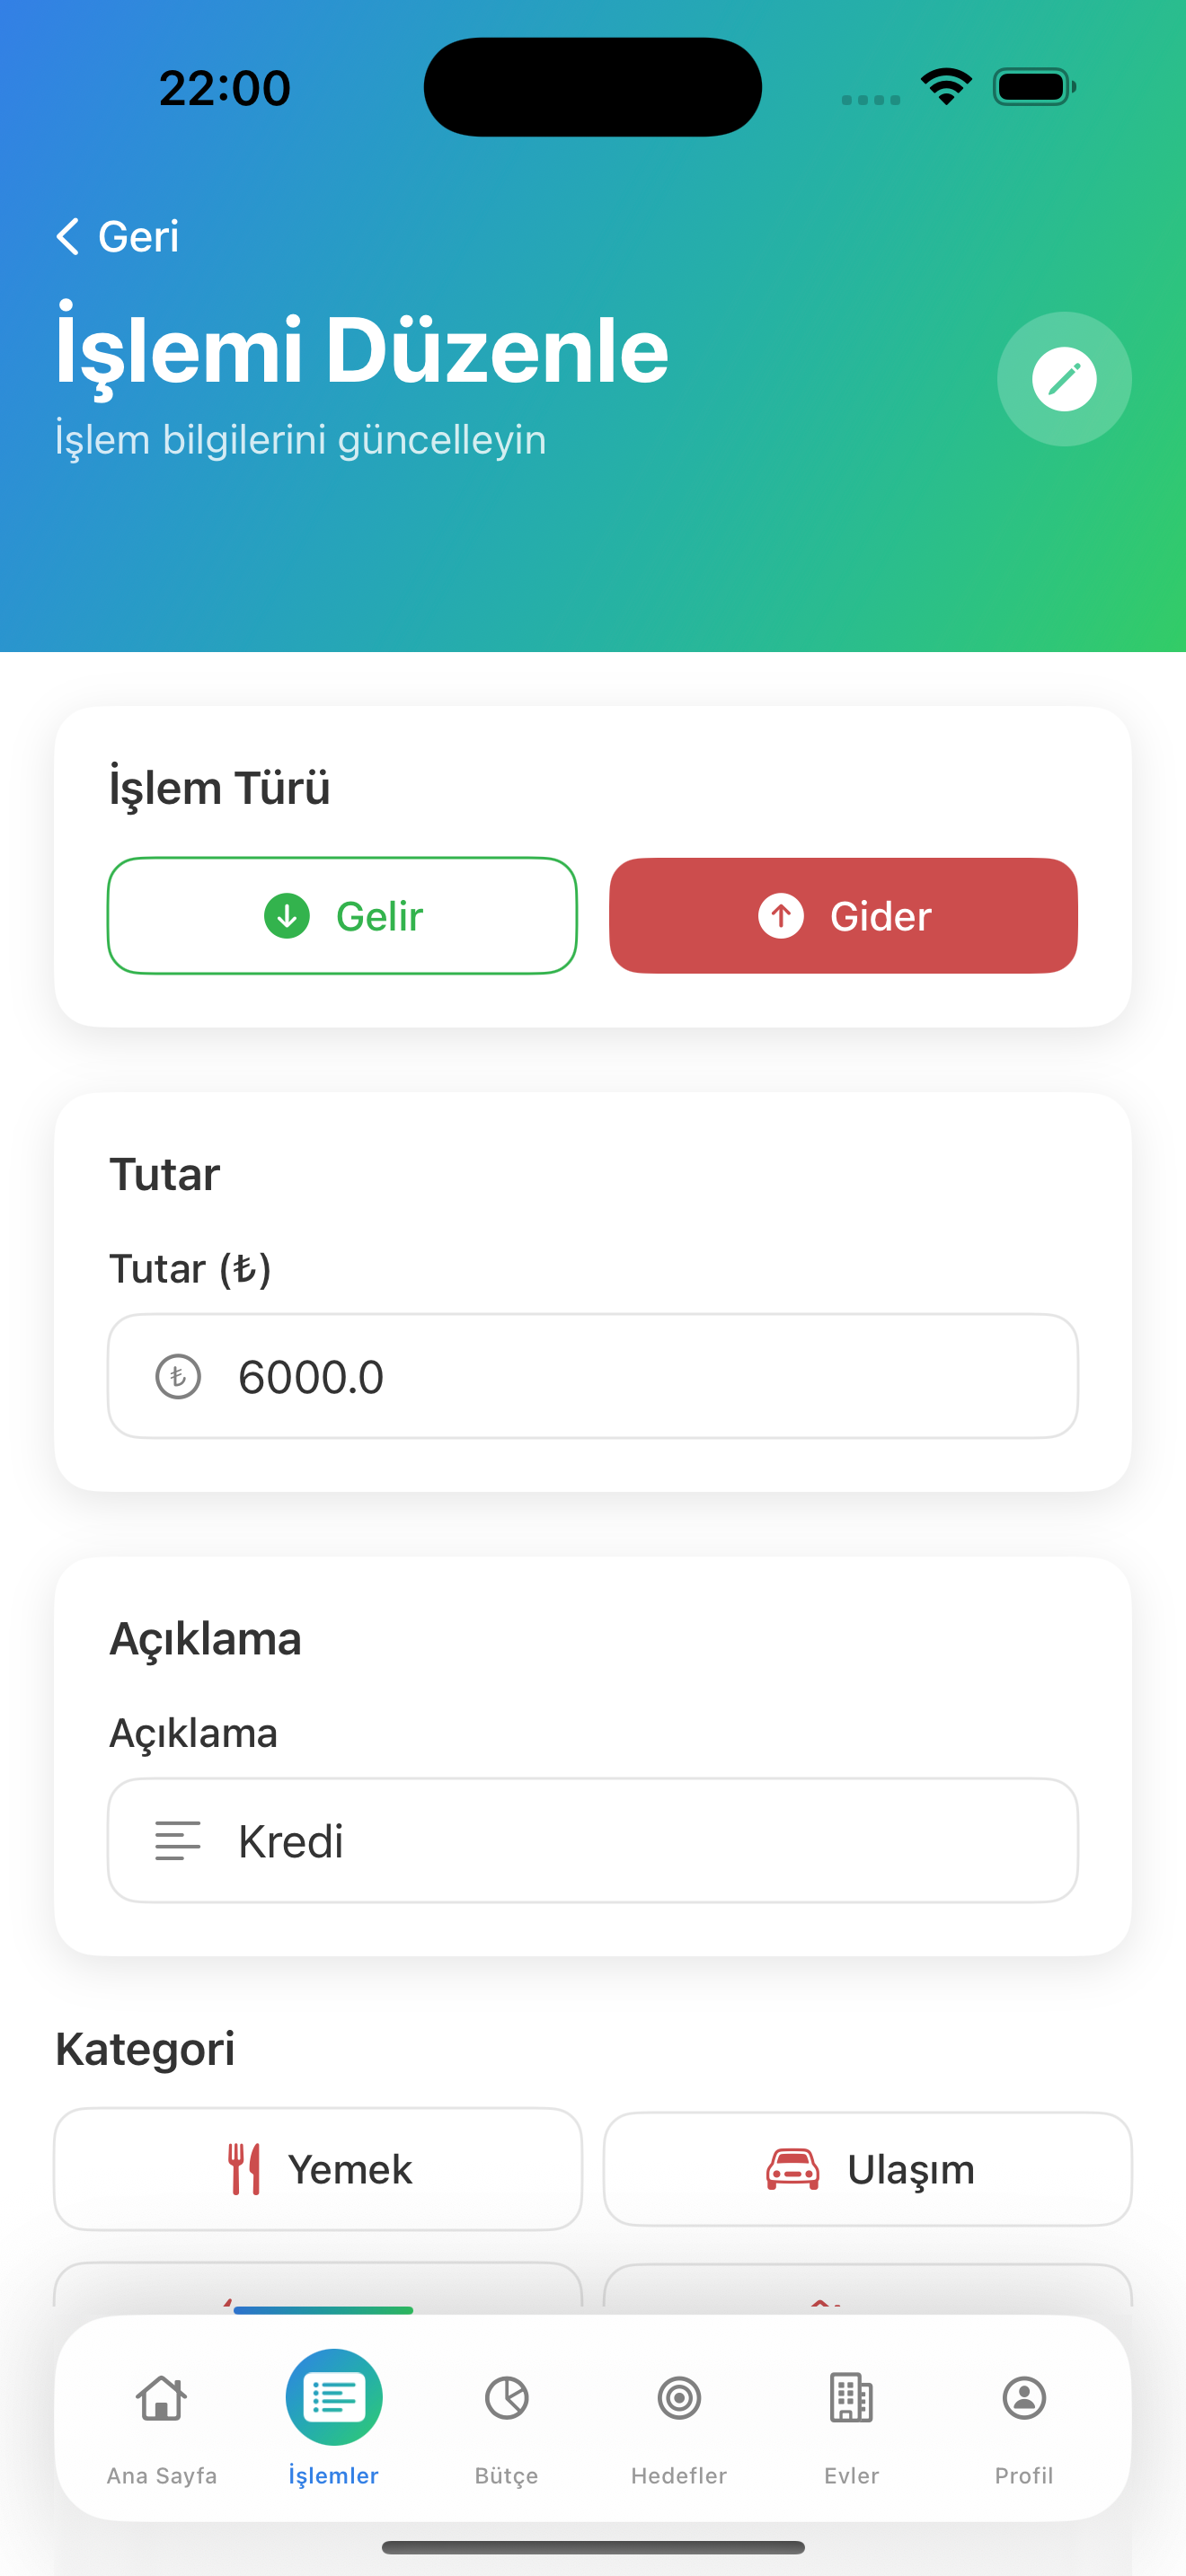 22:00
Geri
İşlemi Düzenle
İşlem bilgilerini güncelleyin
İşlem Türü
Gelir
Gider
Tutar
Tutar (₺)
₺ 6000.0
Açıklama
Açıklama
Kredi
Kategori
Yemek
Ulaşım
Ana Sayfa
İşlemler
Bütçe
Hedefler
Evler
Profil